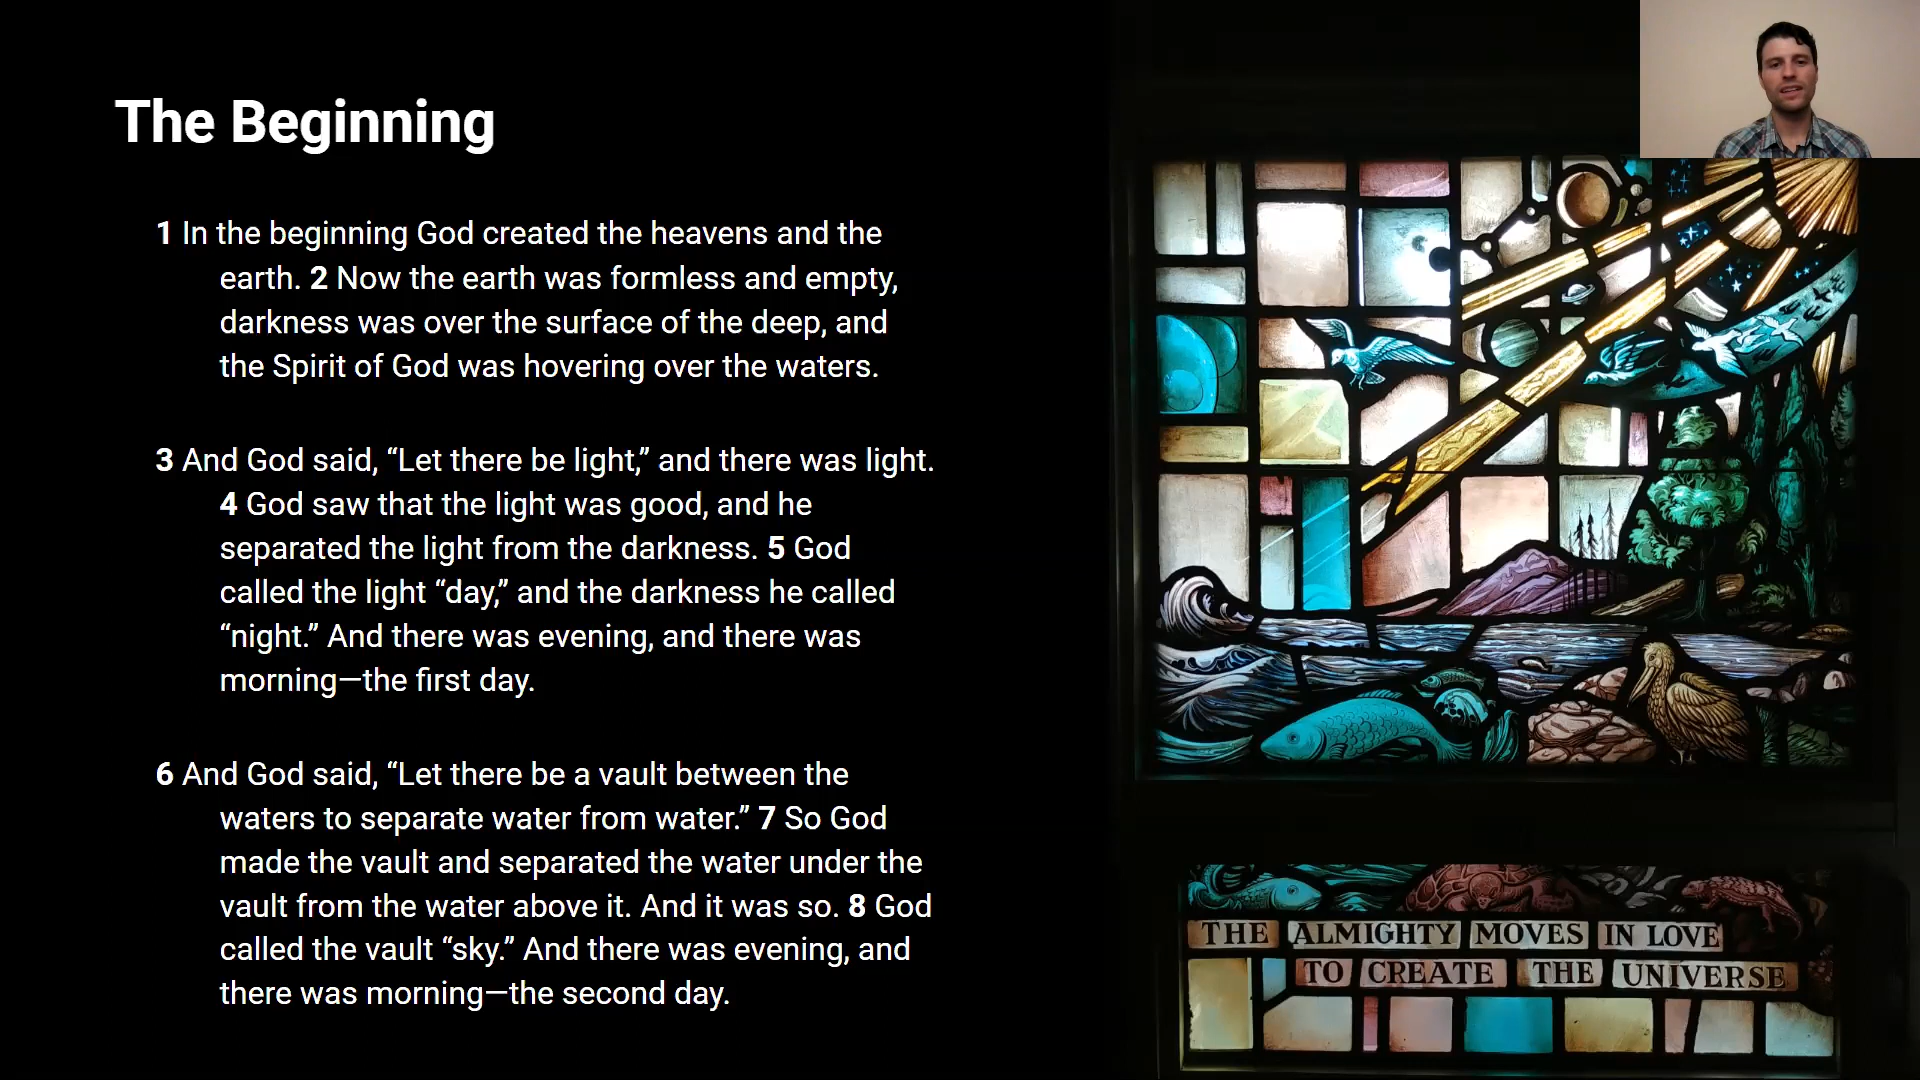 The Beginning
1 In the beginning God created the heavens and the
earth. 2 Now the earth was formless and empty,
darkness was over the surface of the deep, and
the Spirit of God was hovering over the waters.
3 And God said, “Let there be light,” and there was light.
4 God saw that the light was good, and he
separated the light from the darkness. 5 God
called the light “day,” and the darkness he called
“night.” And there was evening, and there was
morning—the first day.
6 And God said, “Let there be a vault between the
waters to separate water from water.” 7 So God
made the vault and separated the water under the
vault from the water above it. And it was so. 8 God
called the vault “sky.” And there was evening, and
there was morning—the second day.
THE ALMIGHTY MOVES IN LOVE
TO CREATE THE UNIVERSE